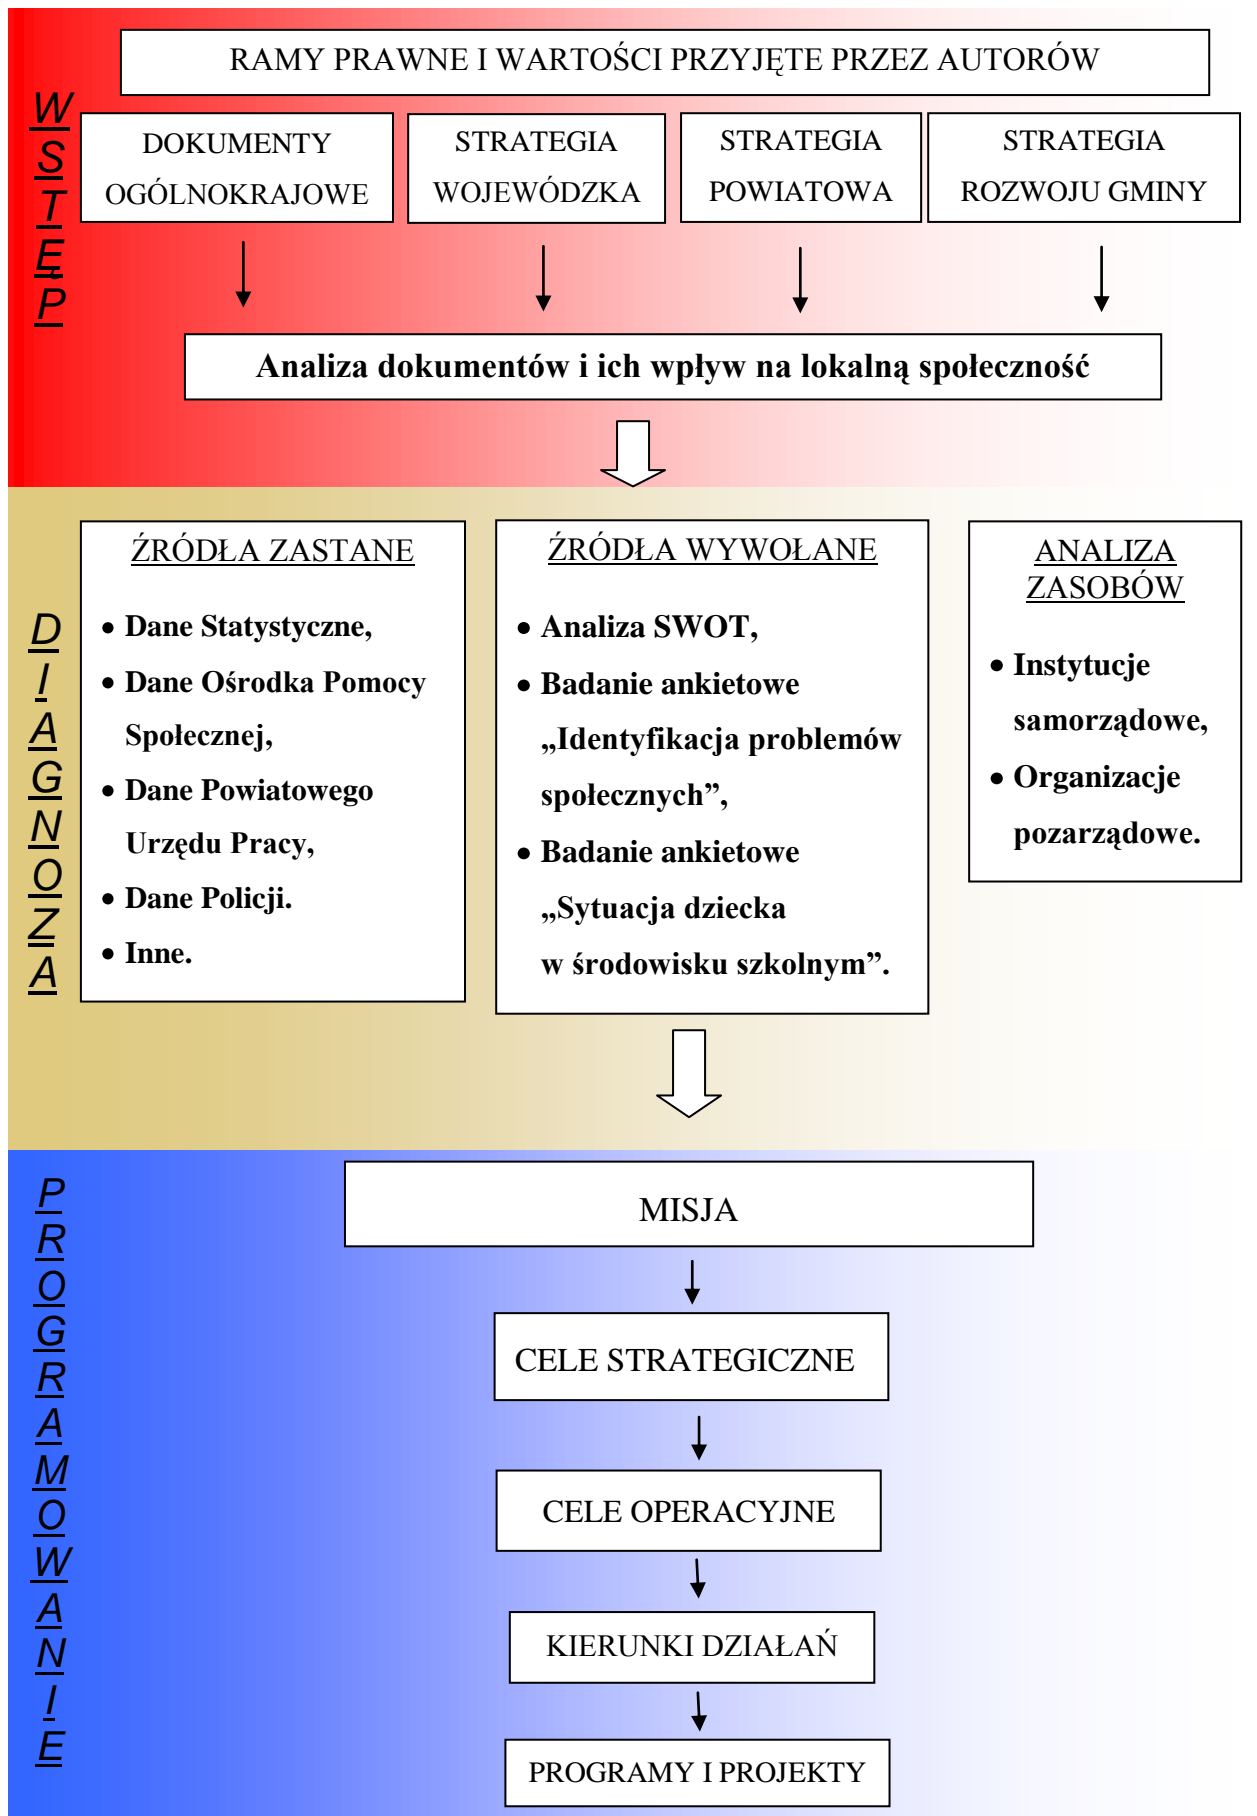 WSTĘP
RAMY PRAWNE I WARTOŚCI PRZYJĘTE PRZEZ AUTORÓW
DOKUMENTY
OGÓLNOKRAJOWE
STRATEGIA
WOJEWÓDZKA
STRATEGIA
POWIATOWA
STRATEGIA
ROZWOJU GMINY
Analiza dokumentów i ich wpływ na lokalną społeczność
DIAGNOZA
ŹRÓDŁA ZASTANE
• Dane Statystyczne,
• Dane Ośrodka Pomocy
Społecznej,
• Dane Powiatowego
Urzędu Pracy,
• Dane Policji.
• Inne.
ŹRÓDŁA WYWOŁANE
• Analiza SWOT,
• Badanie ankietowe
„Identyfikacja problemów
społecznych”,
• Badanie ankietowe
„Sytuacja dziecka
w środowisku szkolnym”.
ANALIZA
ZASOBÓW
• Instytucje
samorządowe,
• Organizacje
pozarządowe.
PROGRAMOWANIE
MISJA
CELE STRATEGICZNE
CELE OPERACYJNE
KIERUNKI DZIAŁAŃ
PROGRAMY I PROJEKTY